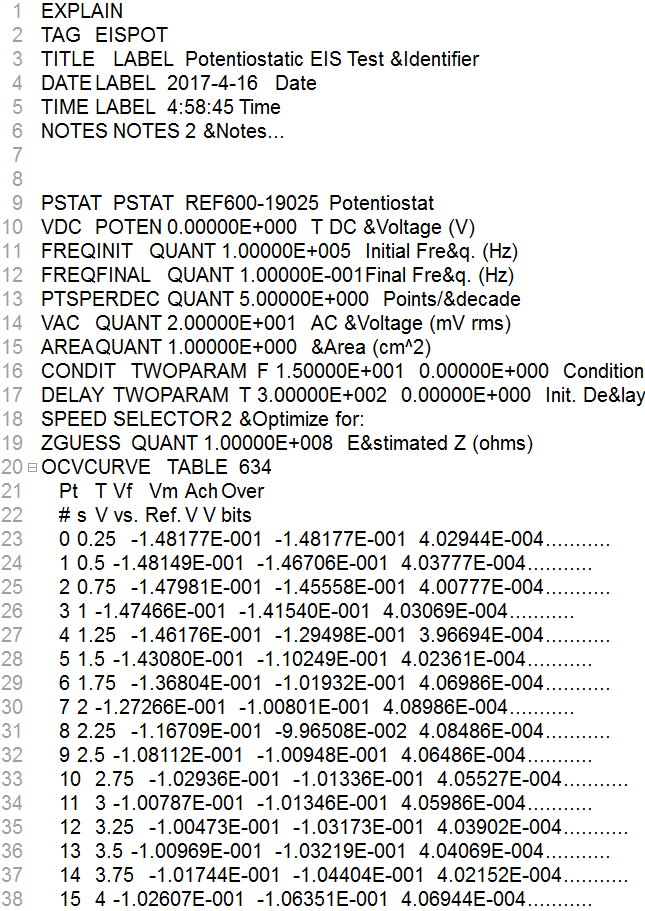 1 EXPLAIN
2 TAG EISPOT
3 TITLE LABEL Potentiostatic EIS Test &Identifier
4 DATE LABEL 2017-4-16 Date
5 TIME LABEL 4:58:45 Time
6 NOTES NOTES 2 &Notes...
7
8
9 PSTAT PSTAT REF600-19025 Potentiostat
10 VDC POTEN 0.00000E+000 T DC &Voltage (V)
11 FREQINIT QUANT 1.00000E+005 Initial Fre&q. (Hz)
12 FREQFINAL QUANT 1.00000E-001 Final Fre&q. (Hz)
13 PTSPERDEC QUANT 5.00000E+000 Points/&decade
14 VAC QUANT 2.00000E+001 AC &Voltage (mV rms)
15 AREA QUANT 1.00000E+000 &Area (cm^2)
16 CONDIT TWOPARAM F 1.50000E+001 0.00000E+000 Condition
17 DELAY TWOPARAM T 3.00000E+002 0.00000E+000 Init. De&lay
18 SPEED SELECTOR 2 &Optimize for:
19 ZGUESS QUANT 1.00000E+008 E&stimated Z (ohms)
20 OCVCURVE TABLE 634
21 Pt T Vf Vm Ach Over
22 # s V vs. Ref. V V bits
23 0 0.25 -1.48177E-001 -1.48177E-001 4.02944E-004...........
24 1 0.5 -1.48149E-001 -1.46706E-001 4.03777E-004...........
25 2 0.75 -1.47981E-001 -1.45558E-001 4.00777E-004...........
26 3 1 -1.47466E-001 -1.41540E-001 4.03069E-004...........
27 4 1.25 -1.46176E-001 -1.29498E-001 3.96694E-004...........
28 5 1.5 -1.43080E-001 -1.10249E-001 4.02361E-004...........
29 6 1.75 -1.36804E-001 -1.01932E-001 4.06986E-004...........
30 7 2 -1.27266E-001 -1.00801E-001 4.08986E-004...........
31 8 2.25 -1.16709E-001 -9.96508E-002 4.08486E-004...........
32 9 2.5 -1.08112E-001 -1.00948E-001 4.06486E-004...........
33 10 2.75 -1.02936E-001 -1.01336E-001 4.05527E-004...........
34 11 3 -1.00787E-001 -1.01346E-001 4.05986E-004...........
35 12 3.25 -1.00473E-001 -1.03173E-001 4.03902E-004...........
36 13 3.5 -1.00969E-001 -1.03219E-001 4.04069E-004...........
37 14 3.75 -1.01744E-001 -1.04404E-001 4.02152E-004...........
38 15 4 -1.02607E-001 -1.06351E-001 4.06944E-004...........